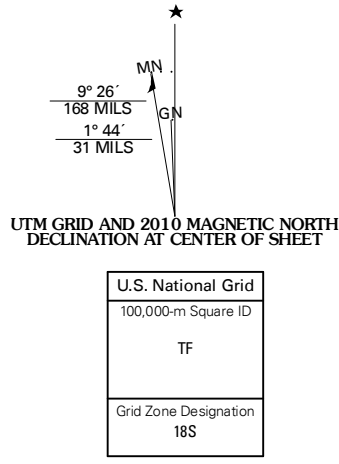 ★
MN
9° 26´
168 MILS
GN
1° 44´
31 MILS
UTM GRID AND 2010 MAGNETIC NORTH
DECLINATION AT CENTER OF SHEET
U.S. National Grid
100,000-m Square ID
TF
Grid Zone Designation
18S